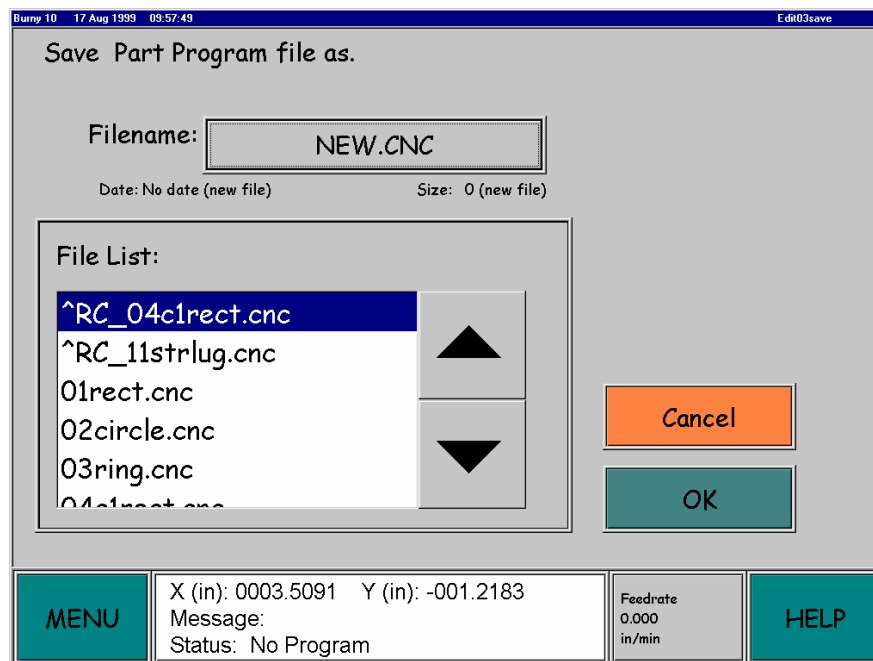 Burny 10 17 Aug 1999 09:57:49 Edit03save
Save Part Program file as.
Filename: NEW.CNC
Date: No date (new file) Size: 0 (new file)
File List:
^RC_04c1rect.cnc
^RC_11strlug.cnc
01rect.cnc
02circle.cnc
03ring.cnc
04c1rect.cnc
Cancel
OK
MENU
X (in): 0003.5091 Y (in): -001.2183
Message:
Status: No Program
Feedrate
0.000
in/min
HELP